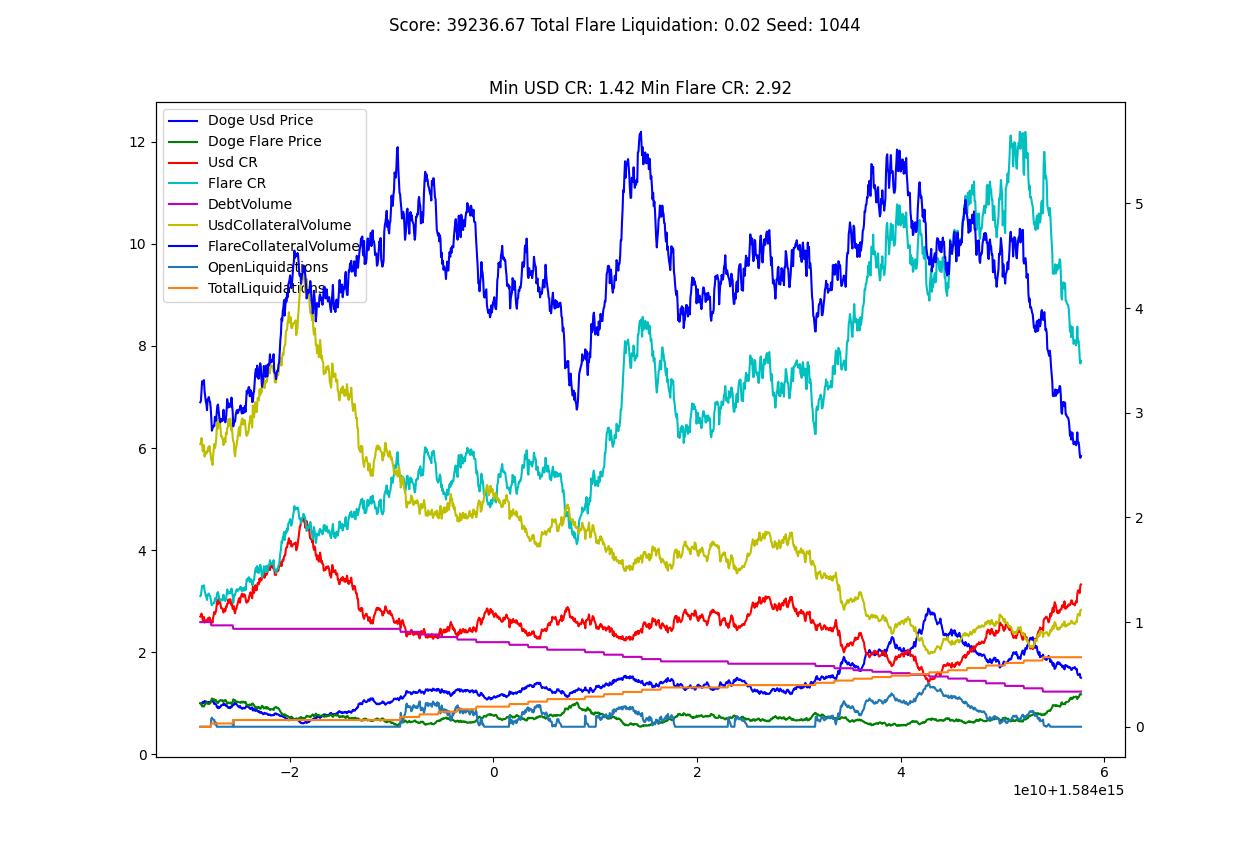 Score: 39236.67 Total Flare Liquidation: 0.02 Seed: 1044
Min USD CR: 1.42 Min Flare CR: 2.92
Doge Usd Price
Doge Flare Price
Usd CR
Flare CR
DebtVolume
UsdCollateralVolume
FlareCollateralVolume
OpenLiquidations
TotalLiquidations
12
10
8
6
4
2
0
5
4
3
2
1
0
−2 0 2 4 6
1e10+1.584e15